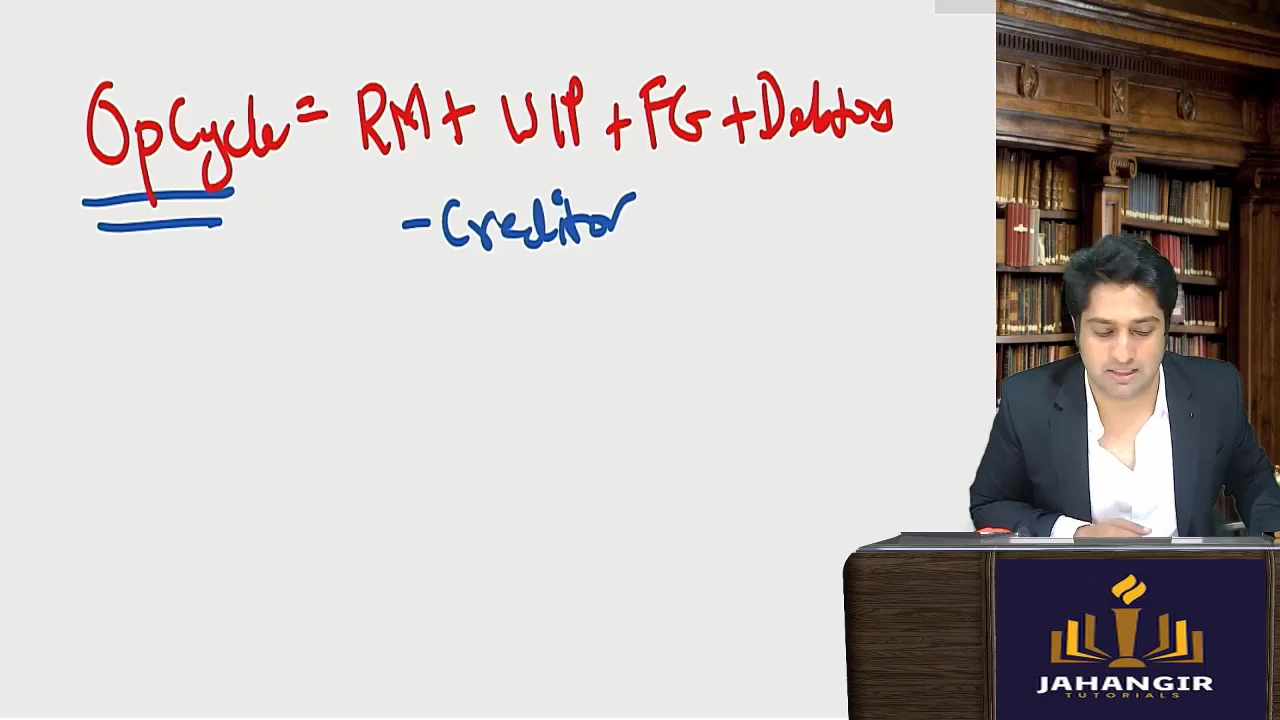 OpCycle = RM + WIP + FG + Debtors
- Creditor
JAHANGIR
TUTORIALS